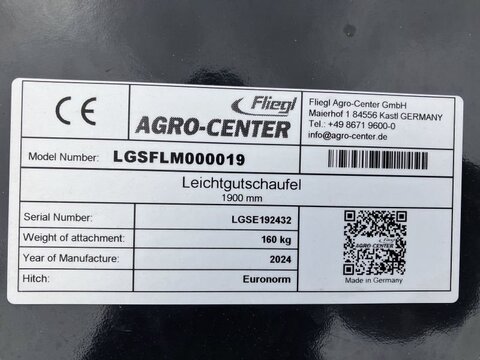 CE
Fliegl
AGRO-CENTER
Fliegl Agro-Center GmbH
Maierhof 1 84556 Kastl GERMANY
Tel.: +49 8671 9600-0
info@agro-center.de
Model Number: LGSFLM000019
Leichtgutschaufel
1900 mm
Serial Number: LGSE192432
Weight of attachment: 160 kg
Year of Manufacture: 2024
Hitch: Euronorm
AGRO-CENTER
Made in Germany